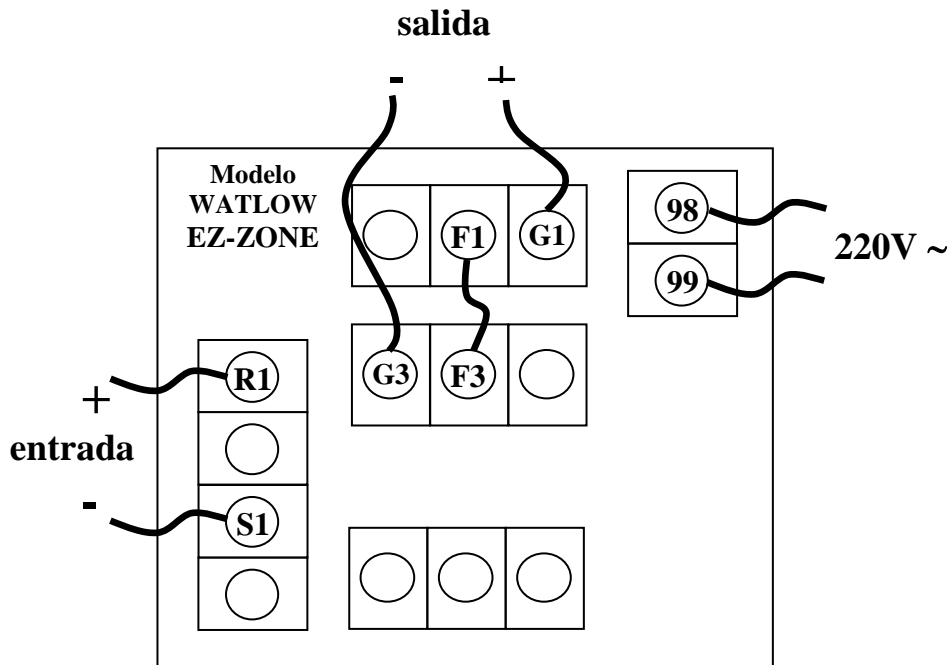 salida
- +
Modelo
WATLOW
EZ-ZONE
F1
G1
98
99
220V ~
G3
F3
R1
+
entrada
-
S1